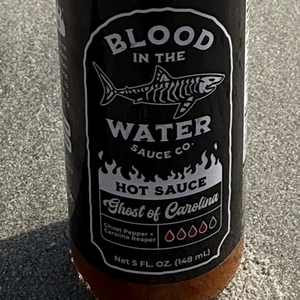 BLOOD
IN THE
WATER
SAUCE CO.
HOT SAUCE
Ghost of Carolina
Ghost Pepper +
Carolina Reaper
Net 5 FL. OZ. (148 mL)